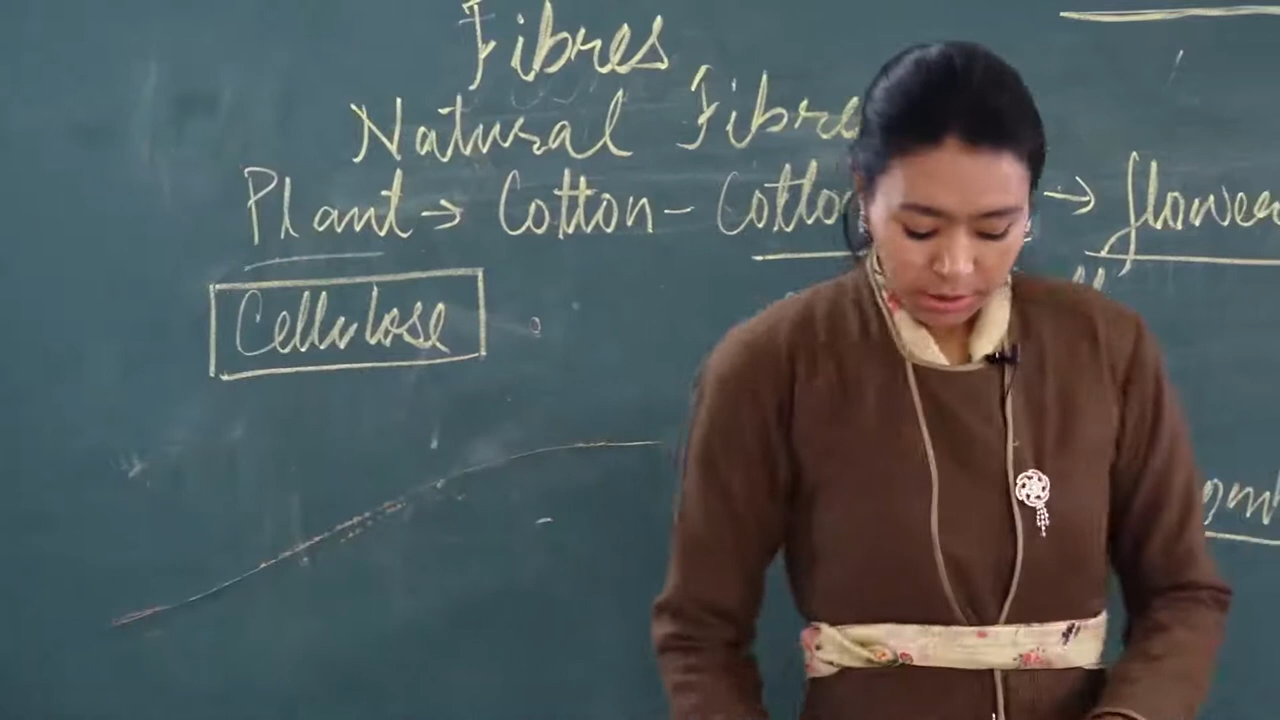 Fibres
Natural Fibre
Plant → Cotton - Cotto → flower
Cellulose